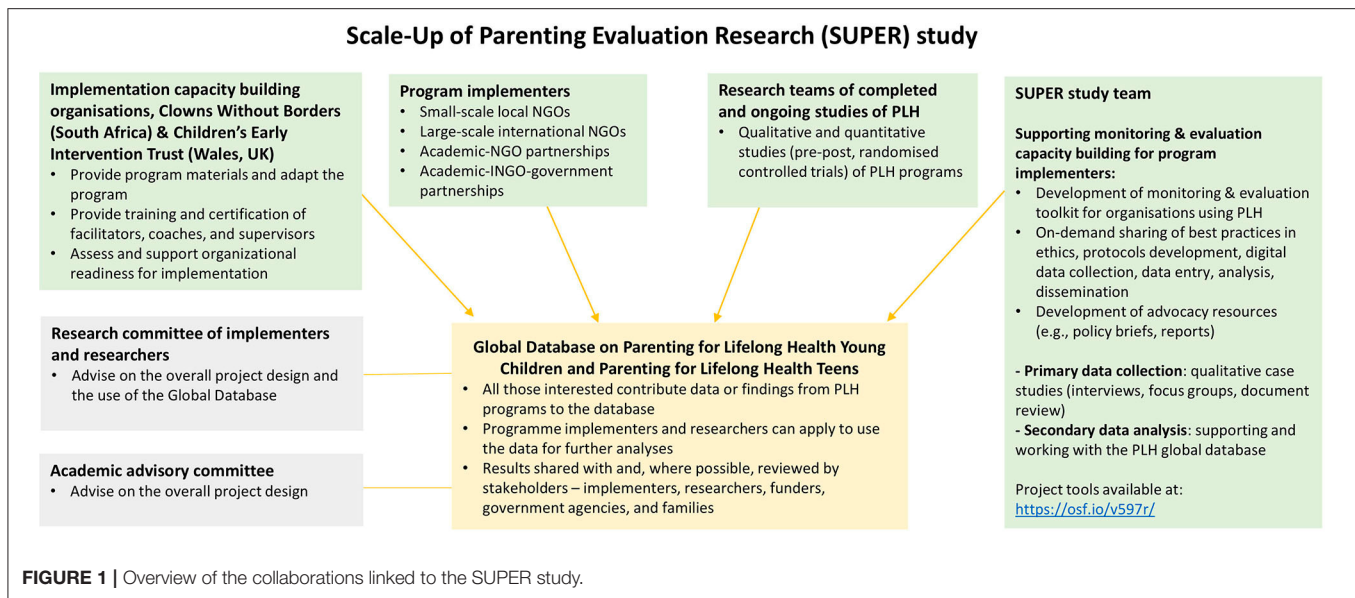 Scale-Up of Parenting Evaluation Research (SUPER) study
Implementation capacity building
organisations, Clowns Without Borders
(South Africa) & Children's Early
Intervention Trust (Wales, UK)
• Provide program materials and adapt the
program
• Provide training and certification of
facilitators, coaches, and supervisors
• Assess and support organizational
readiness for implementation
Program implementers
• Small-scale local NGOs
• Large-scale international NGOs
• Academic-NGO partnerships
• Academic-INGO-government
partnerships
Research teams of completed
and ongoing studies of PLH
• Qualitative and quantitative
studies (pre-post, randomised
controlled trials) of PLH programs
SUPER study team
Supporting monitoring & evaluation
capacity building for program
implementers:
• Development of monitoring & evaluation
toolkit for organisations using PLH
• On-demand sharing of best practices in
ethics, protocols development, digital
data collection, data entry, analysis,
dissemination
• Development of advocacy resources
(e.g., policy briefs, reports)
- Primary data collection: qualitative case
studies (interviews, focus groups, document
review)
- Secondary data analysis: supporting and
working with the PLH global database
Project tools available at:
https://osf.io/v597r/
Research committee of implementers
and researchers
• Advise on the overall project design and
the use of the Global Database
Academic advisory committee
• Advise on the overall project design
Global Database on Parenting for Lifelong Health Young
Children and Parenting for Lifelong Health Teens
• All those interested contribute data or findings from PLH
programs to the database
• Programme implementers and researchers can apply to use
the data for further analyses
• Results shared with and, where possible, reviewed by
stakeholders – implementers, researchers, funders,
government agencies, and families
FIGURE 1 | Overview of the collaborations linked to the SUPER study.